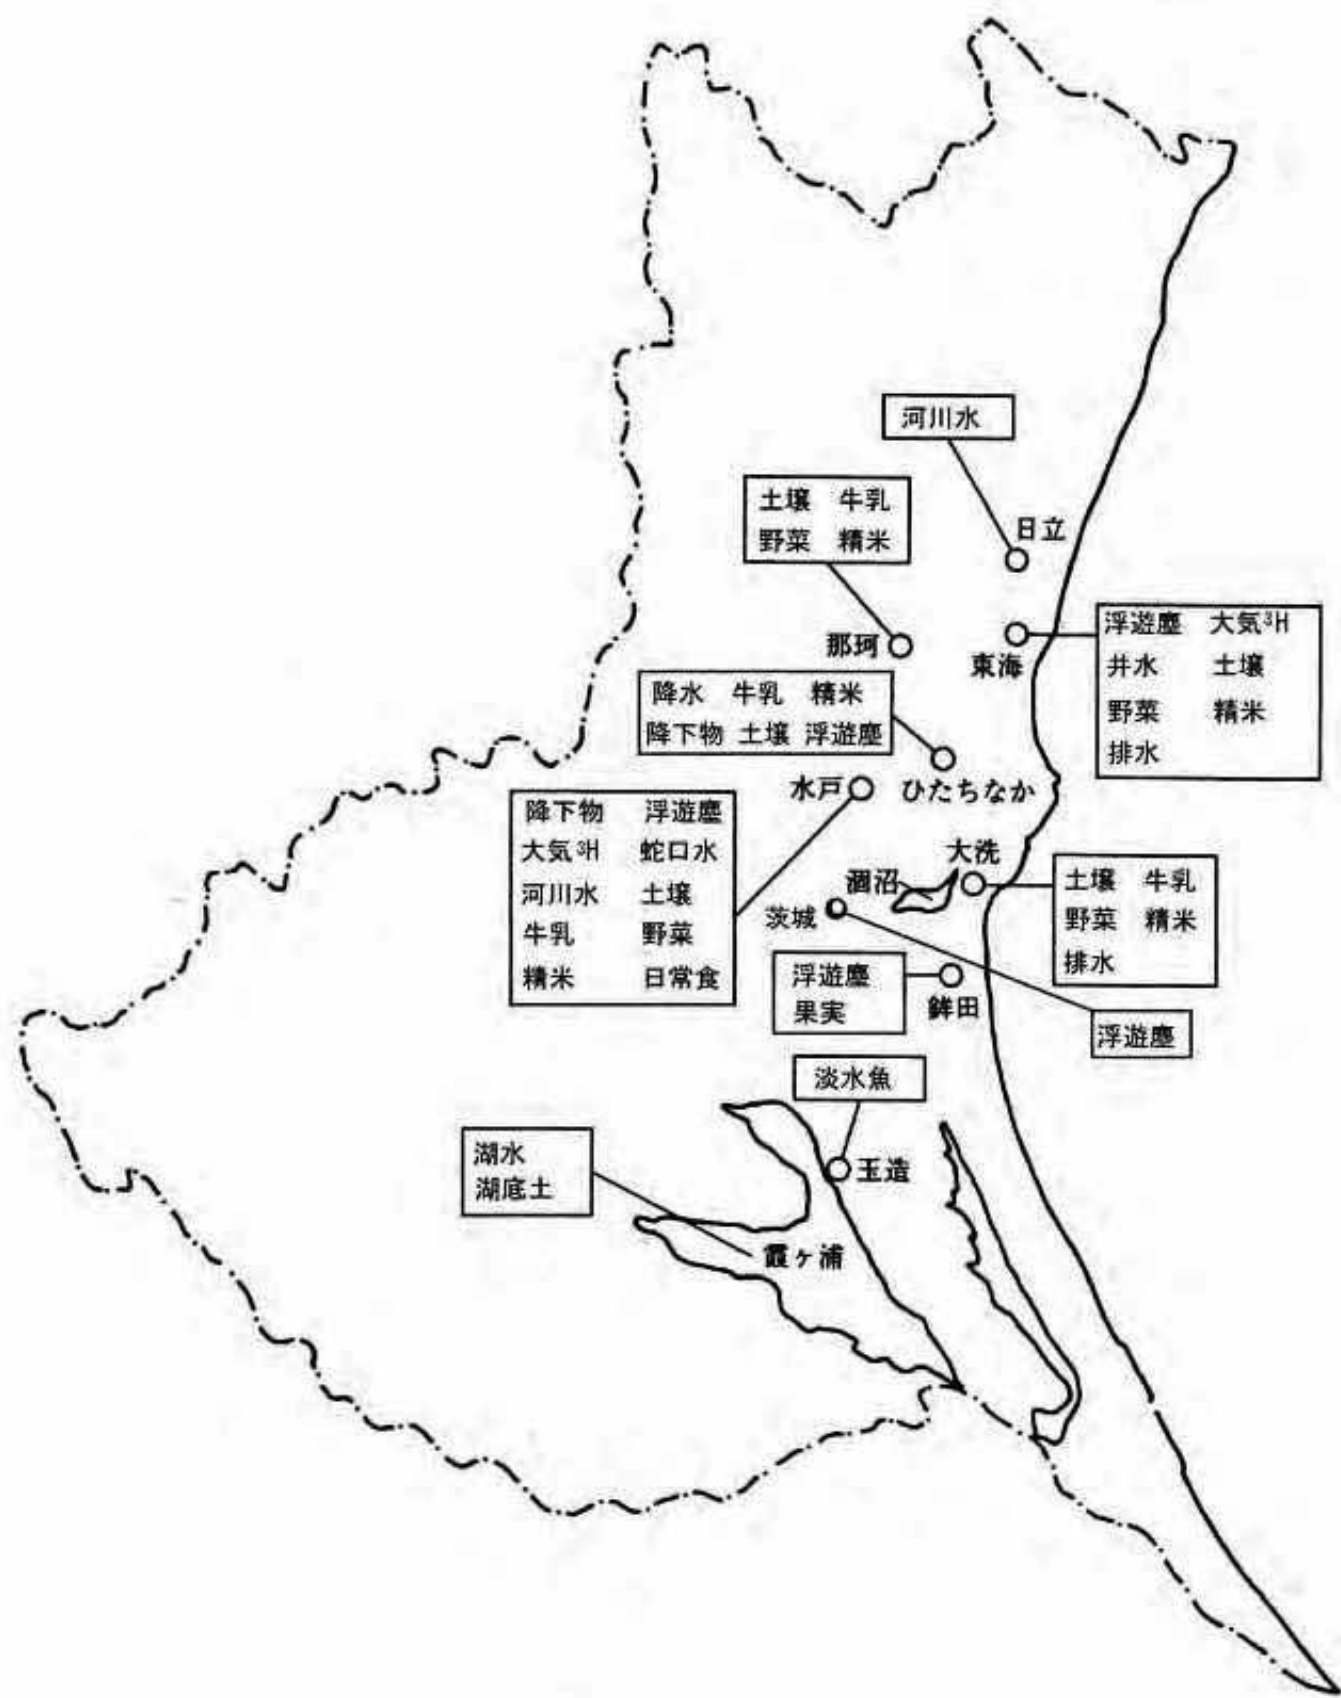 河川水
日立
土壌 牛乳
野菜 精米
那珂
浮遊塵 大気³H
井水 土壌
野菜 精米
排水
東海
降水 牛乳 精米
降下物 土壌 浮遊塵
ひたちなか
水戸
降下物 浮遊塵
大気³H 蛇口水
河川水 土壌
牛乳 野菜
精米 日常食
大洗
涸沼
土壌 牛乳
野菜 精米
排水
茨城
浮遊塵
浮遊塵
果実
鉾田
淡水魚
玉造
湖水
湖底土
霞ヶ浦